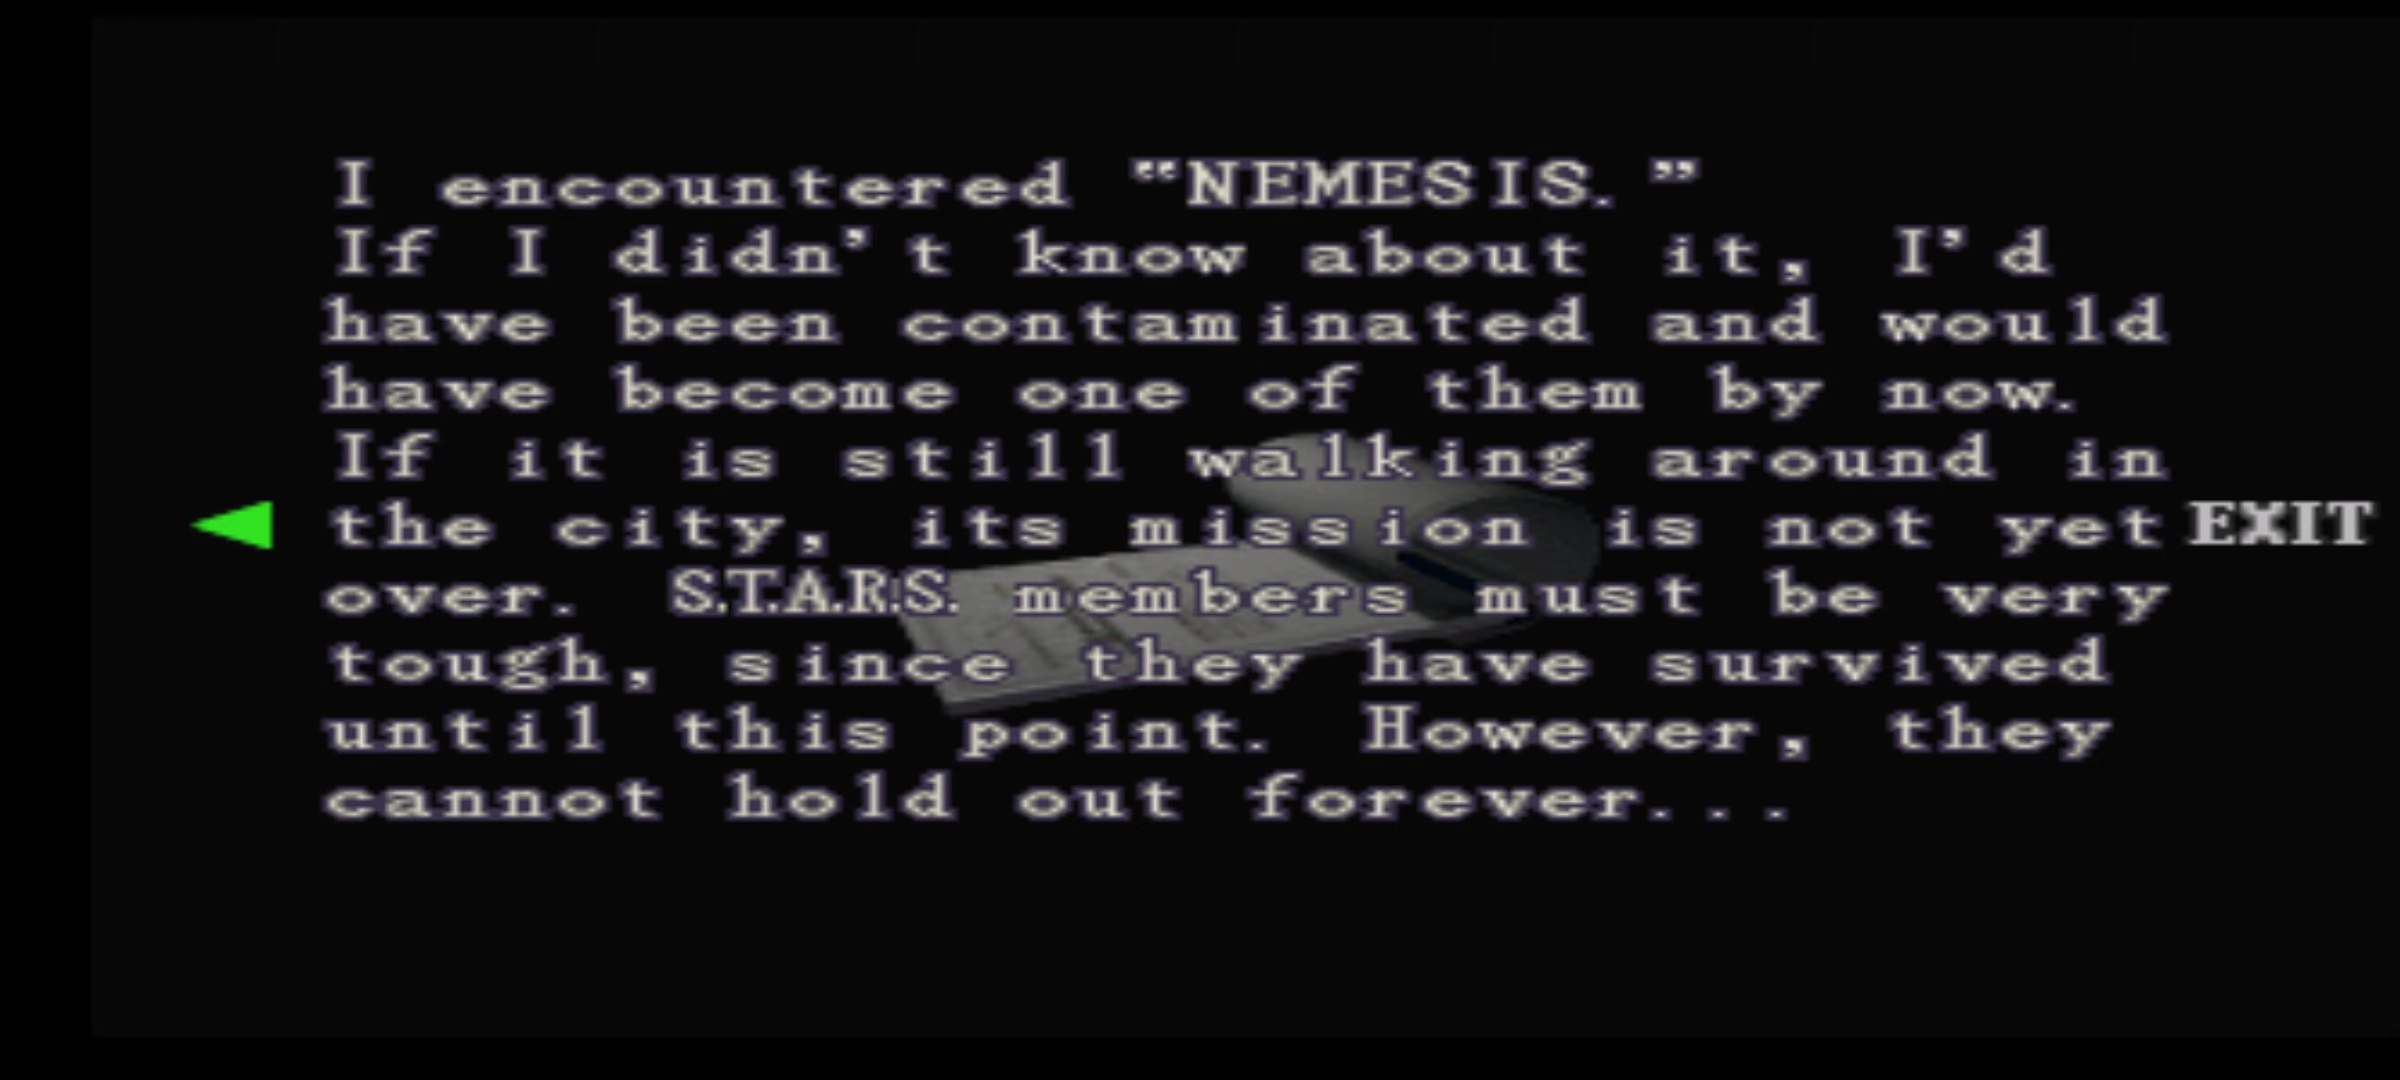 I encountered “NEMESIS.”
If I didn’t know about it, I’d
have been contaminated and would
have become one of them by now.
If it is still walking around in
the city, its mission is not yet
EXIT
over. S.T.A.R.S. members must be very
tough, since they have survived
until this point. However, they
cannot hold out forever...